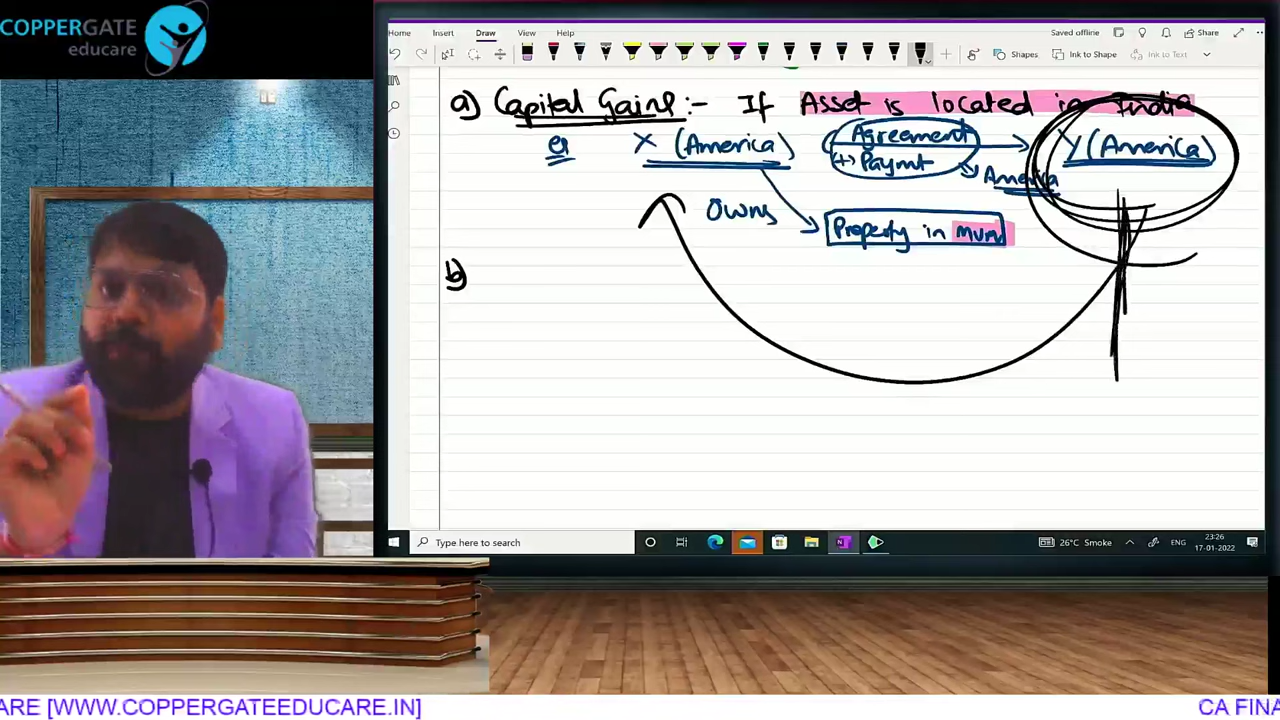 COPPERGATE
educare
Home Insert Draw View Help
Saved offline
Share
Shapes
Ink to Shape
Ink to Text
a) Capital Gains:- If Asset is located in India
eg X (America) Agreement Y (America)
(+) Paymt America
Owns Property in mum
b)
Type here to search
26°C Smoke
ENG
23:26
17-01-2022
ARE [WWW.COPPERGATEEDUCARE.IN]
CA FINA